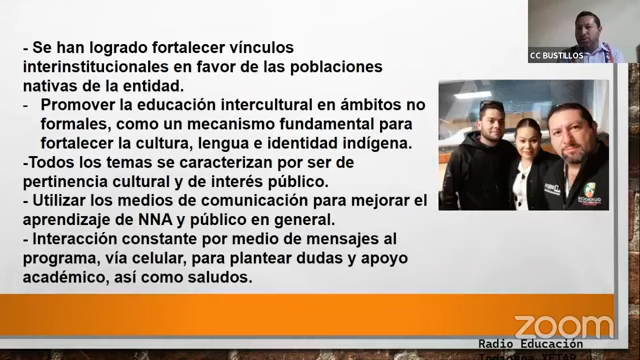 - Se han logrado fortalecer vínculos
interinstitucionales en favor de las poblaciones
nativas de la entidad.
- Promover la educación intercultural en ámbitos no
formales, como un mecanismo fundamental para
fortalecer la cultura, lengua e identidad indígena.
-Todos los temas se caracterizan por ser de
pertinencia cultural y de interés público.
- Utilizar los medios de comunicación para mejorar el
aprendizaje de NNA y público en general.
- Interacción constante por medio de mensajes al
programa, vía celular, para plantear dudas y apoyo
académico, así como saludos.
CC BUSTILLOS
zoom
Radio Educación